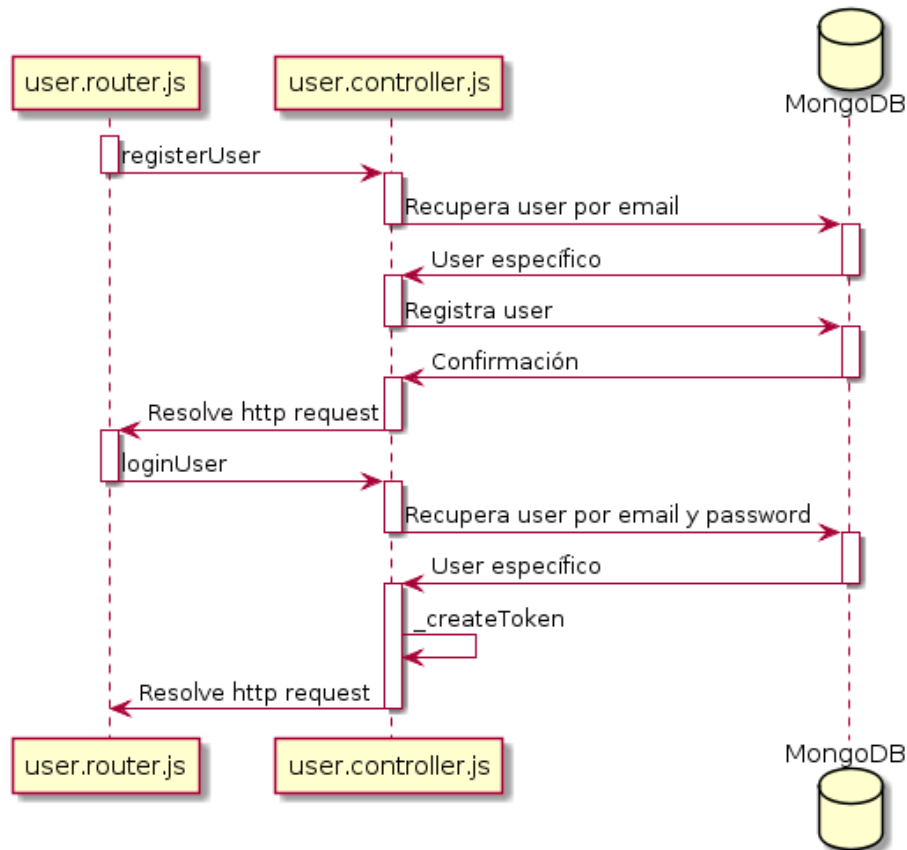 user.router.js
user.controller.js
MongoDB
registerUser
Recupera user por email
User específico
Registra user
Confirmación
Resolve http request
loginUser
Recupera user por email y password
User específico
_createToken
Resolve http request
user.router.js
user.controller.js
MongoDB